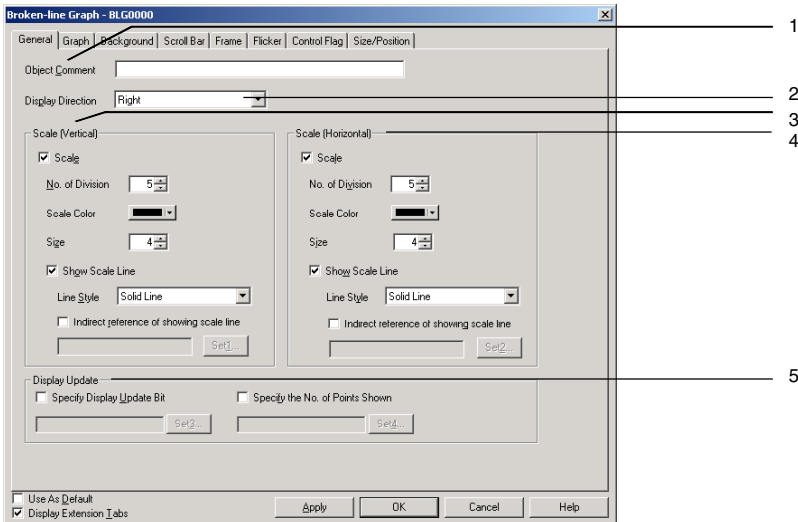 Broken-line Graph - BLG0000
General Graph Background Scroll Bar Frame Flicker Control Flag Size/Position
1
Object Comment
Display Direction Right
2
3
4
Scale (Vertical) Scale (Horizontal)
Scale Scale
No. of Division 5 No. of Division 5
Scale Color Scale Color
Size 4 Size 4
Show Scale Line Show Scale Line
Line Style Solid Line Line Style Solid Line
Indirect reference of showing scale line Indirect reference of showing scale line
Set1... Set2...
Display Update
5
Specify Display Update Bit Specify the No. of Points Shown
Set3... Set4...
Use As Default
Display Extension Tabs
Apply OK Cancel Help